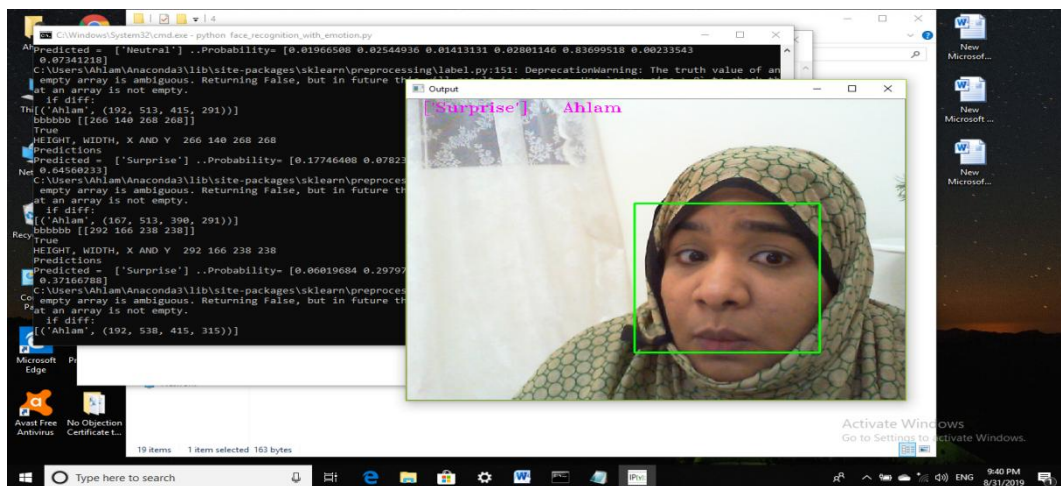 4
C:\Windows\System32\cmd.exe - python face_recognition_with_emotion.py
Predicted = ['Neutral'] ..Probability= [0.01966508 0.02544936 0.01413131 0.02801146 0.83699518 0.00233543
0.07341218]
C:\Users\Ahlam\Anaconda3\lib\site-packages\sklearn\preprocessing\label.py:151: DeprecationWarning: The truth value of an
empty array is ambiguous. Returning False, but in future this will result in an error. Use
at an array is not empty.
if diff:
[('Ahlam', (192, 513, 415, 291))]
bbbbbb [[266 140 268 268]]
True
HEIGHT, WIDTH, X AND Y 266 140 268 268
Predictions
Predicted = ['Surprise'] ..Probability= [0.17746408 0.0782
0.64560233]
C:\Users\Ahlam\Anaconda3\lib\site-packages\sklearn\preproces
empty array is ambiguous. Returning False, but in future th
at an array is not empty.
if diff:
[('Ahlam', (167, 513, 390, 291))]
bbbbbb [[292 166 238 238]]
True
HEIGHT, WIDTH, X AND Y 292 166 238 238
Predictions
Predicted = ['Surprise'] ..Probability= [0.06019684 0.29797
0.37166788]
C:\Users\Ahlam\Anaconda3\lib\site-packages\sklearn\preproces
empty array is ambiguous. Returning False, but in future th
at an array is not empty.
if diff:
[('Ahlam', (192, 538, 415, 315))]
Output
['Surprise'] Ahlam
New
Microsof...
New
Microsoft ...
New
Microsof...
Microsoft
Edge
Avast Free
Antivirus
No Objection
Certificate t...
19 items 1 item selected 163 bytes
Activate Windows
Go to Settings to activate Windows.
Type here to search
ENG
9:40 PM
8/31/2019